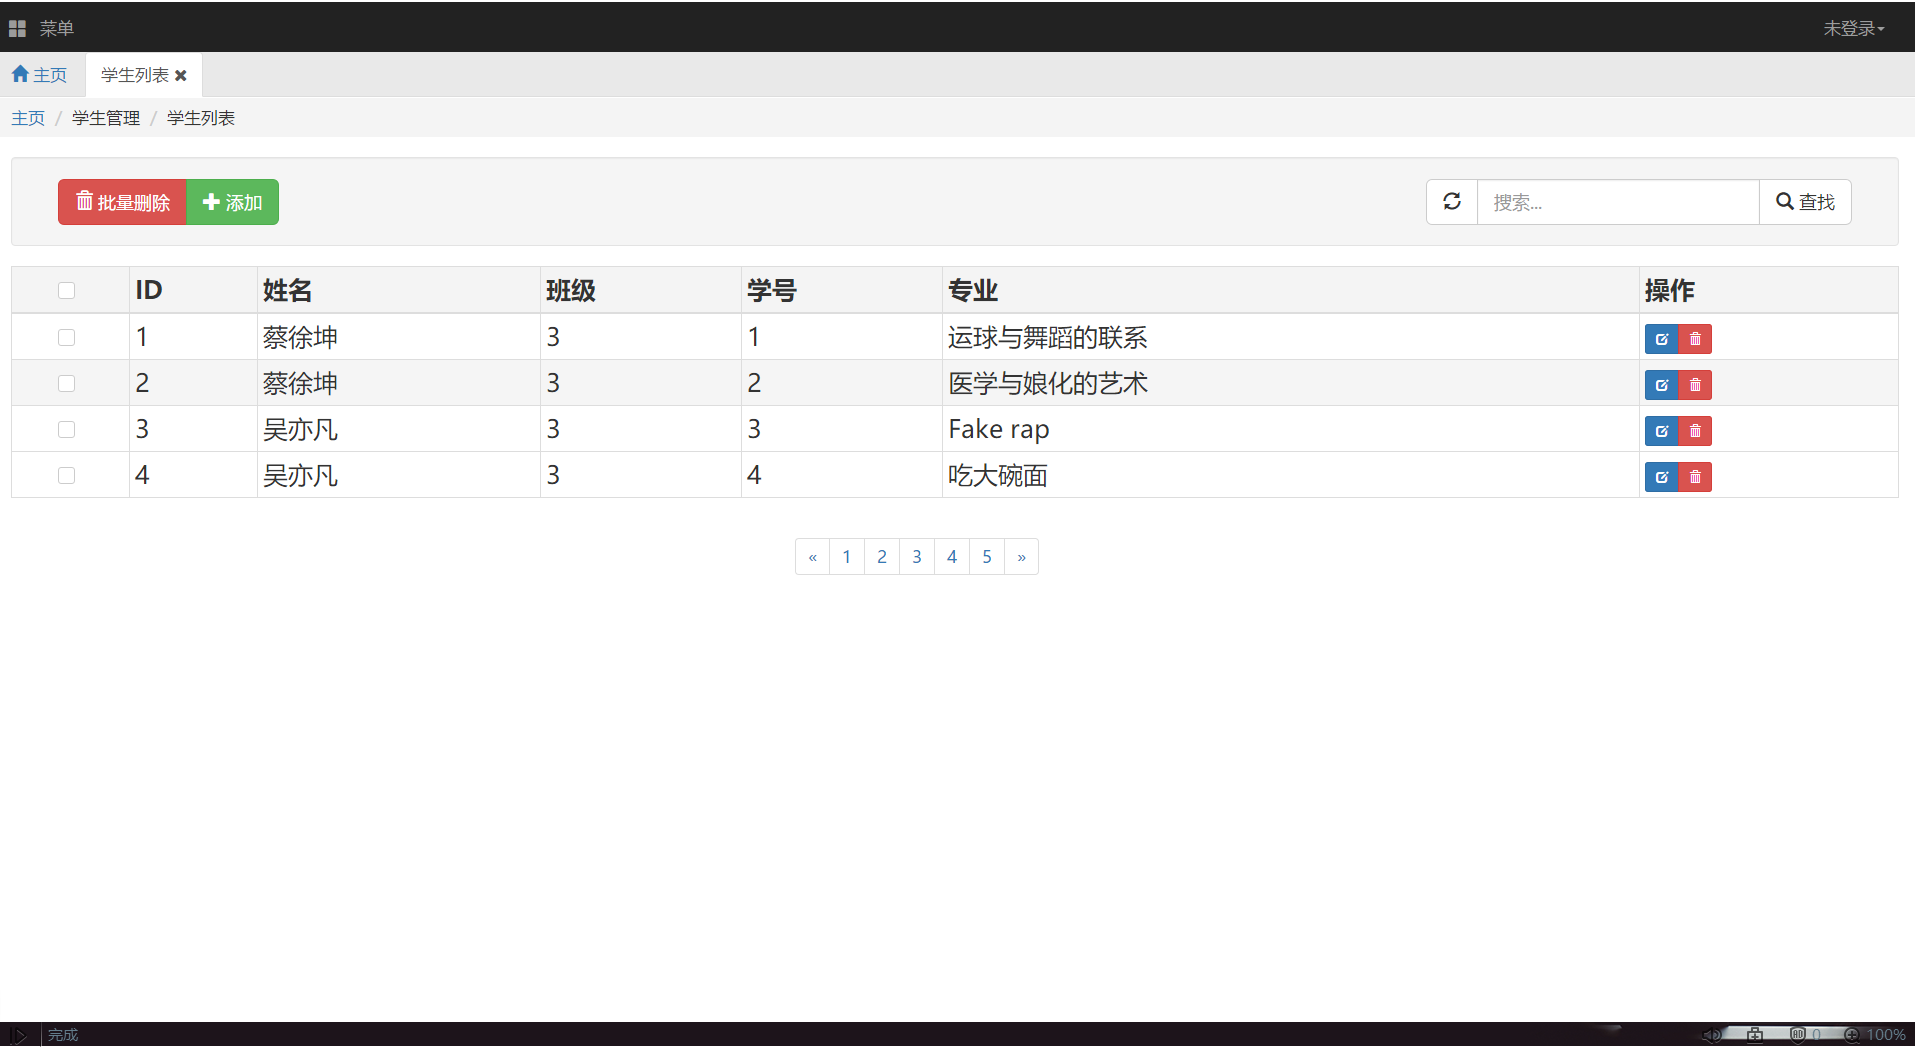 菜单 未登录
主页 学生列表
主页 / 学生管理 / 学生列表
批量删除 添加 搜索... 查找
ID 姓名 班级 学号 专业 操作
1 蔡徐坤 3 1 运球与舞蹈的联系
2 蔡徐坤 3 2 医学与娘化的艺术
3 吴亦凡 3 3 Fake rap
4 吴亦凡 3 4 吃大碗面
« 1 2 3 4 5 »
完成 0 100%